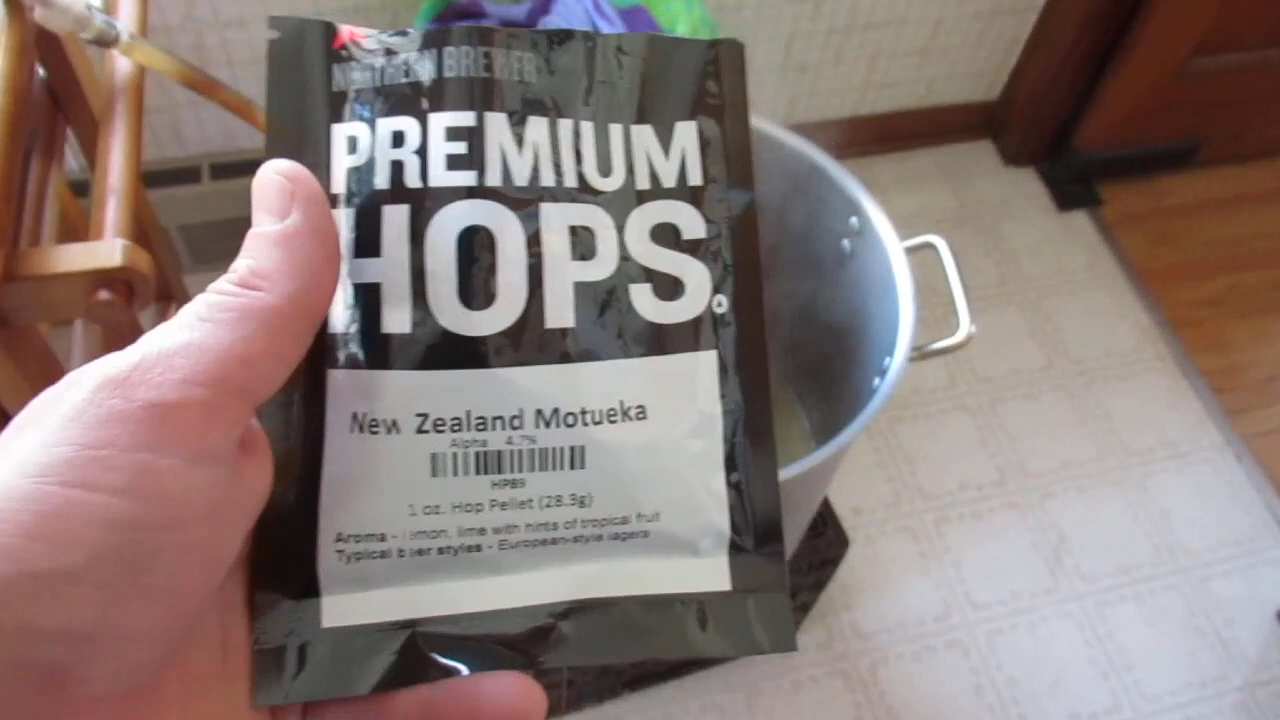 NORTHERN BREWER
PREMIUM
HOPS.
New Zealand Motueka
Alpha 4.7%
HPB9
1 oz. Hop Pellet (28.3g)
Aroma - lemon, lime with hints of tropical fruit
Typical beer styles - European-style lagers